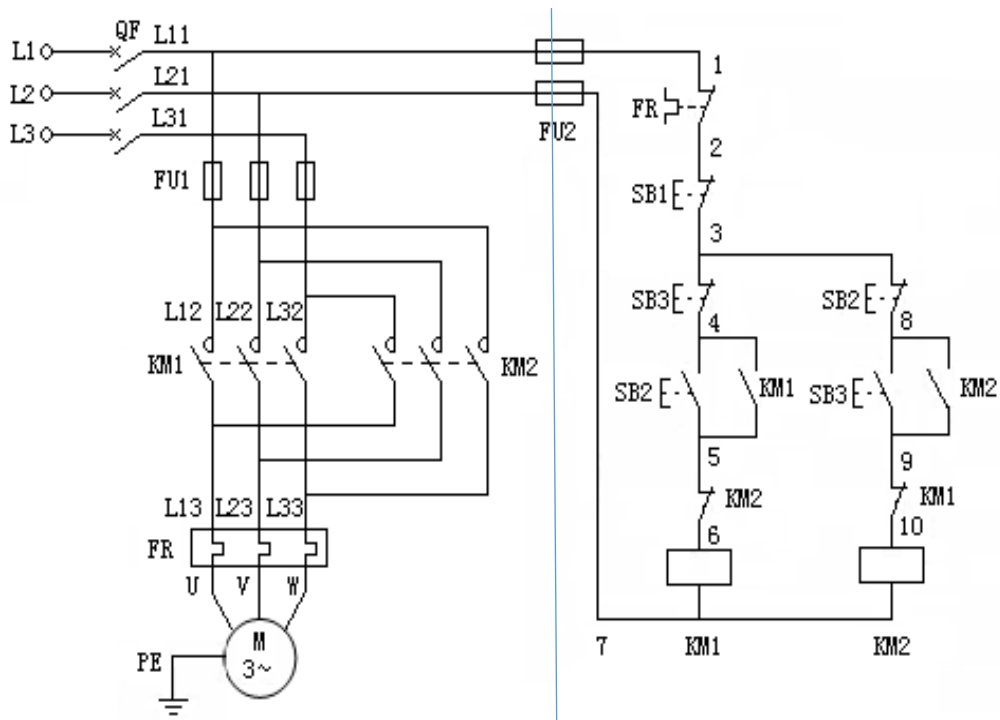 QF L11
L1
L21
L2
L31
L3
FU2
FU1
1
FR
2
SB1
3
SB3 SB2
4 8
L12 L22 L32
KM1 KM2
SB2 KM1 SB3 KM2
5 9
KM2 KM1
6 10
L13 L23 L33
FR
U V W
M
3~
PE
7 KM1 KM2